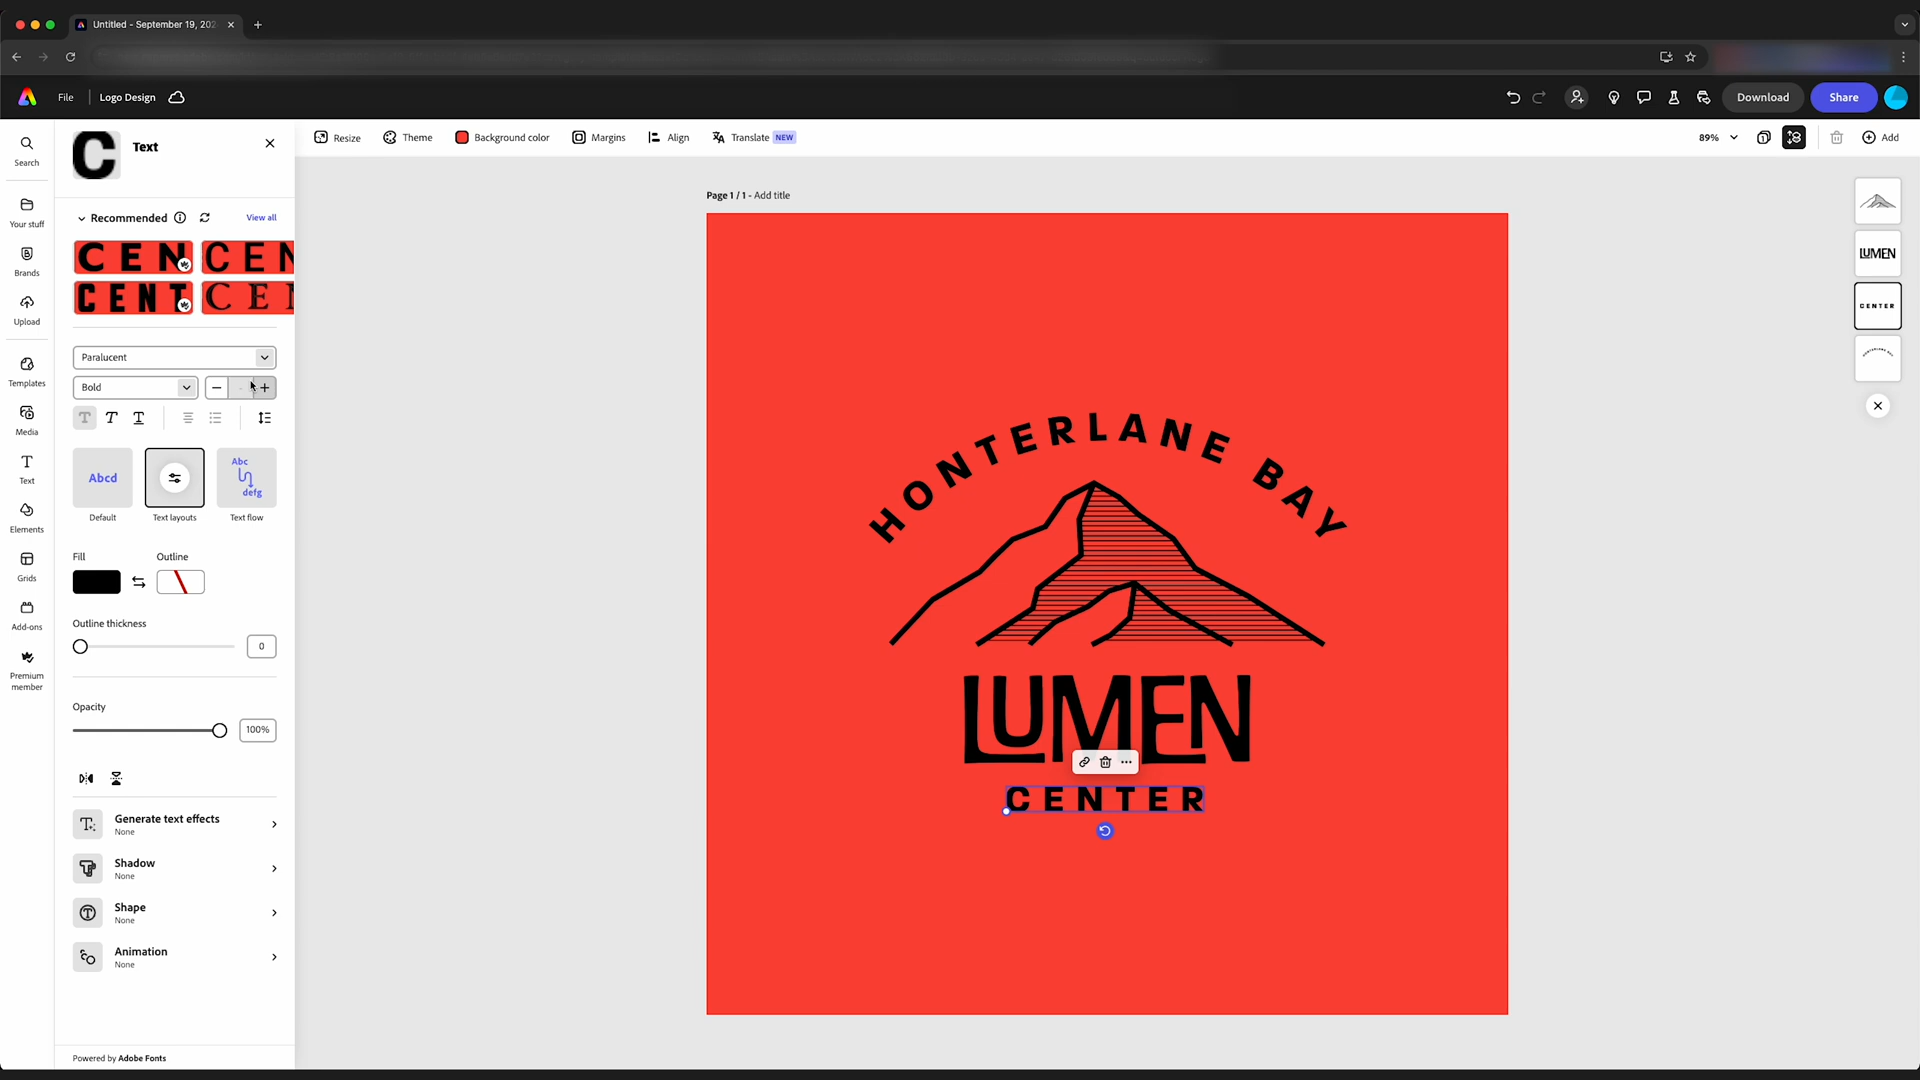 Untitled - September 19, 202
File
Logo Design
Download
Share
Search
Your stuff
Brands
Upload
Templates
Media
Text
Elements
Grids
Add-ons
Premium
member
C
Text
Recommended
View all
CEN
CEN
CENT
CEN
Paralucent
Bold
Abcd
Default
Text layouts
Abc
defg
Text flow
Fill
Outline
Outline thickness
0
Opacity
100%
Generate text effects
None
Shadow
None
Shape
None
Animation
None
Powered by Adobe Fonts
Resize
Theme
Background color
Margins
Align
Translate NEW
89%
Add
Page 1 / 1 - Add title
HONTERLANE BAY
LUMEN
CENTER
LUMEN
CENTER
HONTERLANE BAY